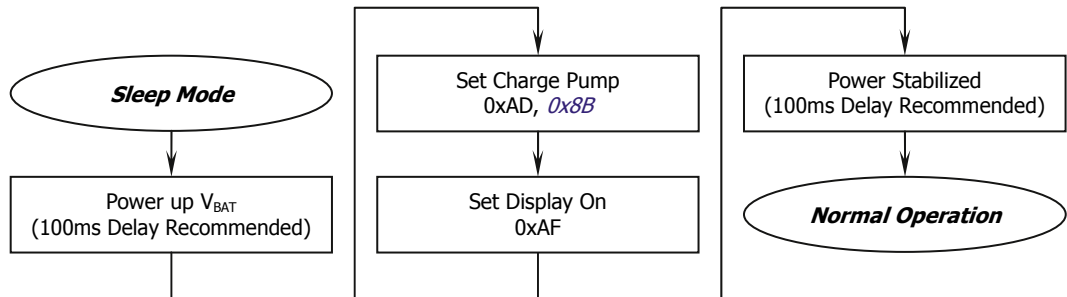 Sleep Mode
Power up VBAT
(100ms Delay Recommended)
Set Charge Pump
0xAD, 0x8B
Set Display On
0xAF
Power Stabilized
(100ms Delay Recommended)
Normal Operation